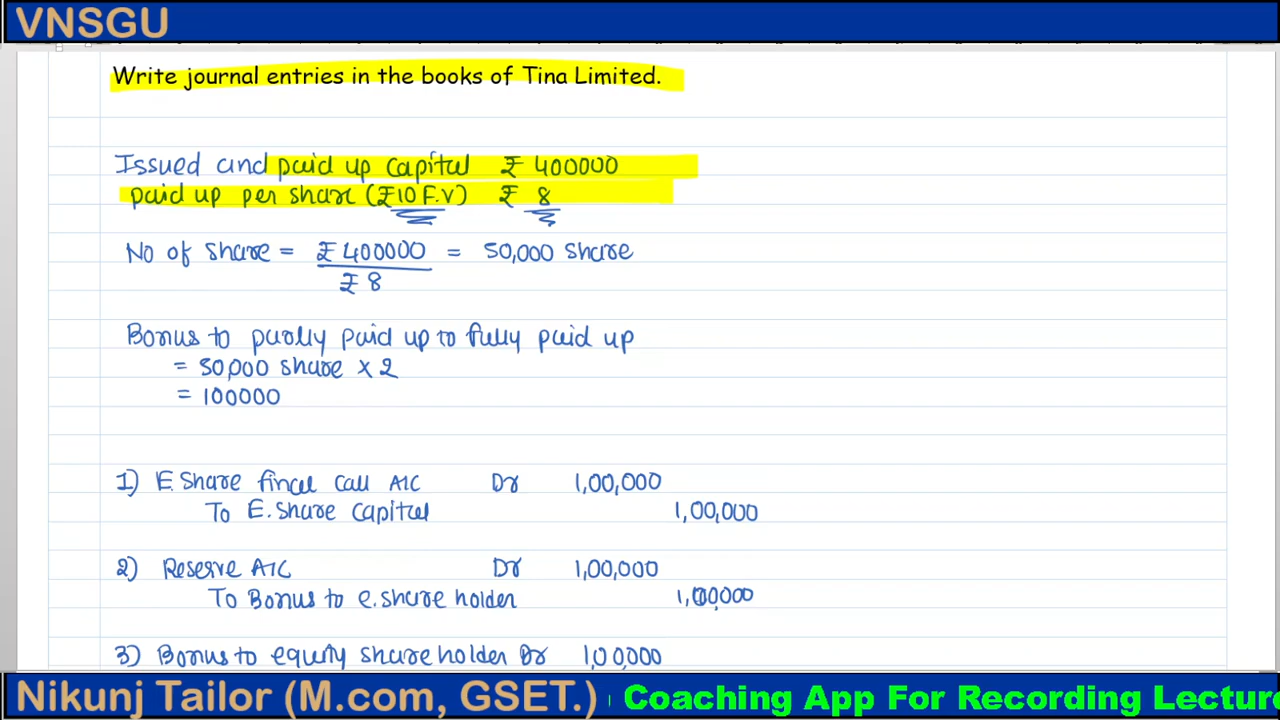 VNSGU
Write journal entries in the books of Tina Limited.
Issued and paid up capital ₹ 400000
paid up per share (₹10 F.V) ₹ 8
No of share = ₹ 400000 = 50,000 share
₹ 8
Bonus to partly paid up to fully paid up
= 50,000 share × 2
= 100000
1) E. Share final call A/C Dr 1,00,000
To E. share capital 1,00,000
2) Reserve A/C Dr 1,00,000
To Bonus to e. share holder 1,00,000
3) Bonus to equity shareholder Dr 1,00,000
Nikunj Tailor (M.com, GSET.) Coaching App For Recording Lecture